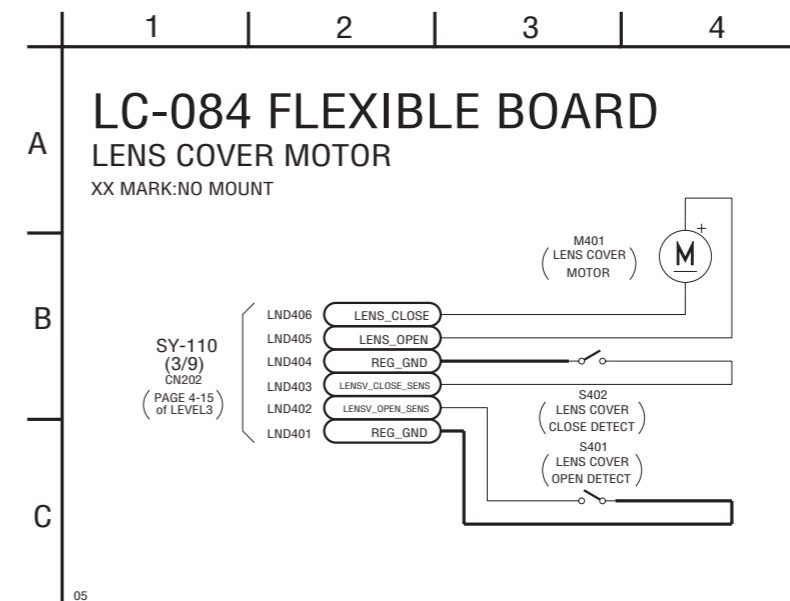 1 2 3 4
A
LC-084 FLEXIBLE BOARD
LENS COVER MOTOR
XX MARK:NO MOUNT
M401
LENS COVER
MOTOR
+
M
B
SY-110
(3/9)
CN202
PAGE 4-15
of LEVEL3
LND406 LENS_CLOSE
LND405 LENS_OPEN
LND404 REG_GND
LND403 LENSV_CLOSE_SENS
LND402 LENSV_OPEN_SENS
LND401 REG_GND
S402
LENS COVER
CLOSE DETECT
S401
LENS COVER
OPEN DETECT
C
05